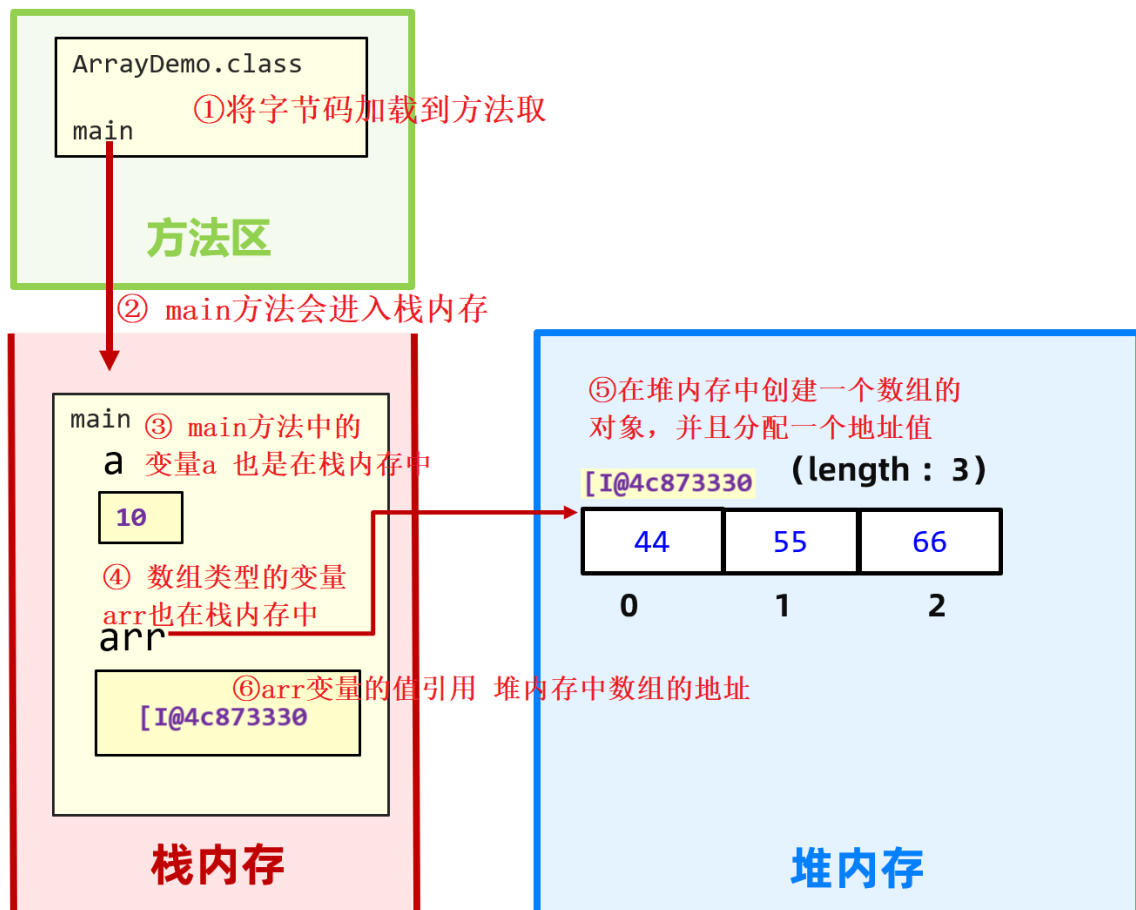 ArrayDemo.class
①将字节码加载到方法取
main
方法区
② main方法会进入栈内存
main
③ main方法中的
变量a 也是在栈内存中
a
10
④ 数组类型的变量
arr也在栈内存中
arr
⑥arr变量的值引用 堆内存中数组的地址
[I@4c873330
栈内存
⑤在堆内存中创建一个数组的
对象，并且分配一个地址值
[I@4c873330 (length : 3)
44 55 66
0 1 2
堆内存